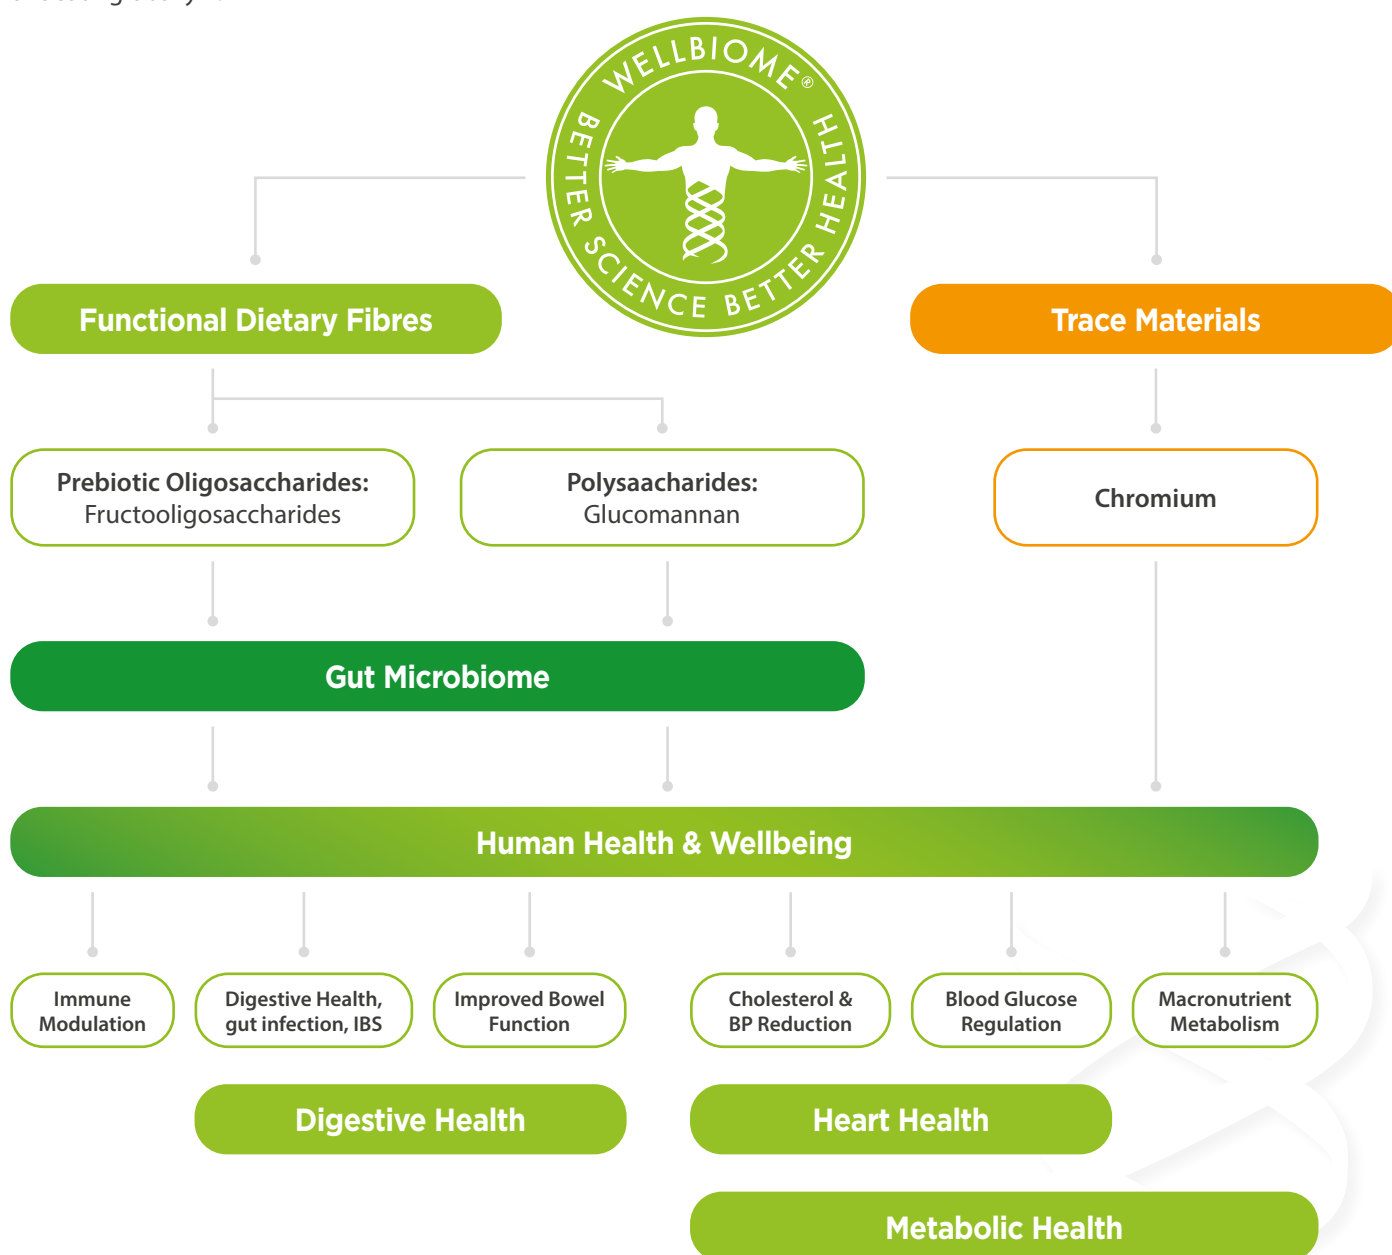 WELLBIOME®
BETTER SCIENCE BETTER HEALTH
Functional Dietary Fibres
Trace Materials
Prebiotic Oligosaccharides:
Fructooligosaccharides
Polysaacharides:
Glucomannan
Chromium
Gut Microbiome
Human Health & Wellbeing
Immune
Modulation
Digestive Health,
gut infection, IBS
Improved Bowel
Function
Cholesterol &
BP Reduction
Blood Glucose
Regulation
Macronutrient
Metabolism
Digestive Health
Heart Health
Metabolic Health